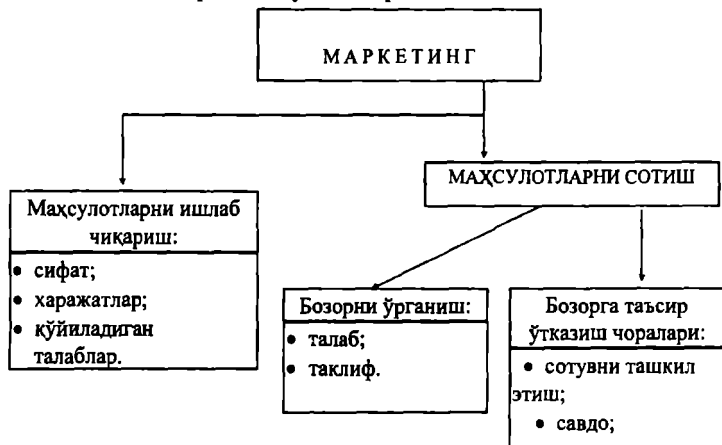 МАРКЕТИНГ
МАҲСУЛОТЛАРНИ СОТИШ
Маҳсулотларни ишлаб
чиқариш:
• сифат;
• харажатлар;
• қўйиладиган
талаблар.
Бозорни ўрганиш:
• талаб;
• таклиф.
Бозорга таъсир
ўтказиш чоралари:
• сотувни ташкил
этиш;
• савдо;